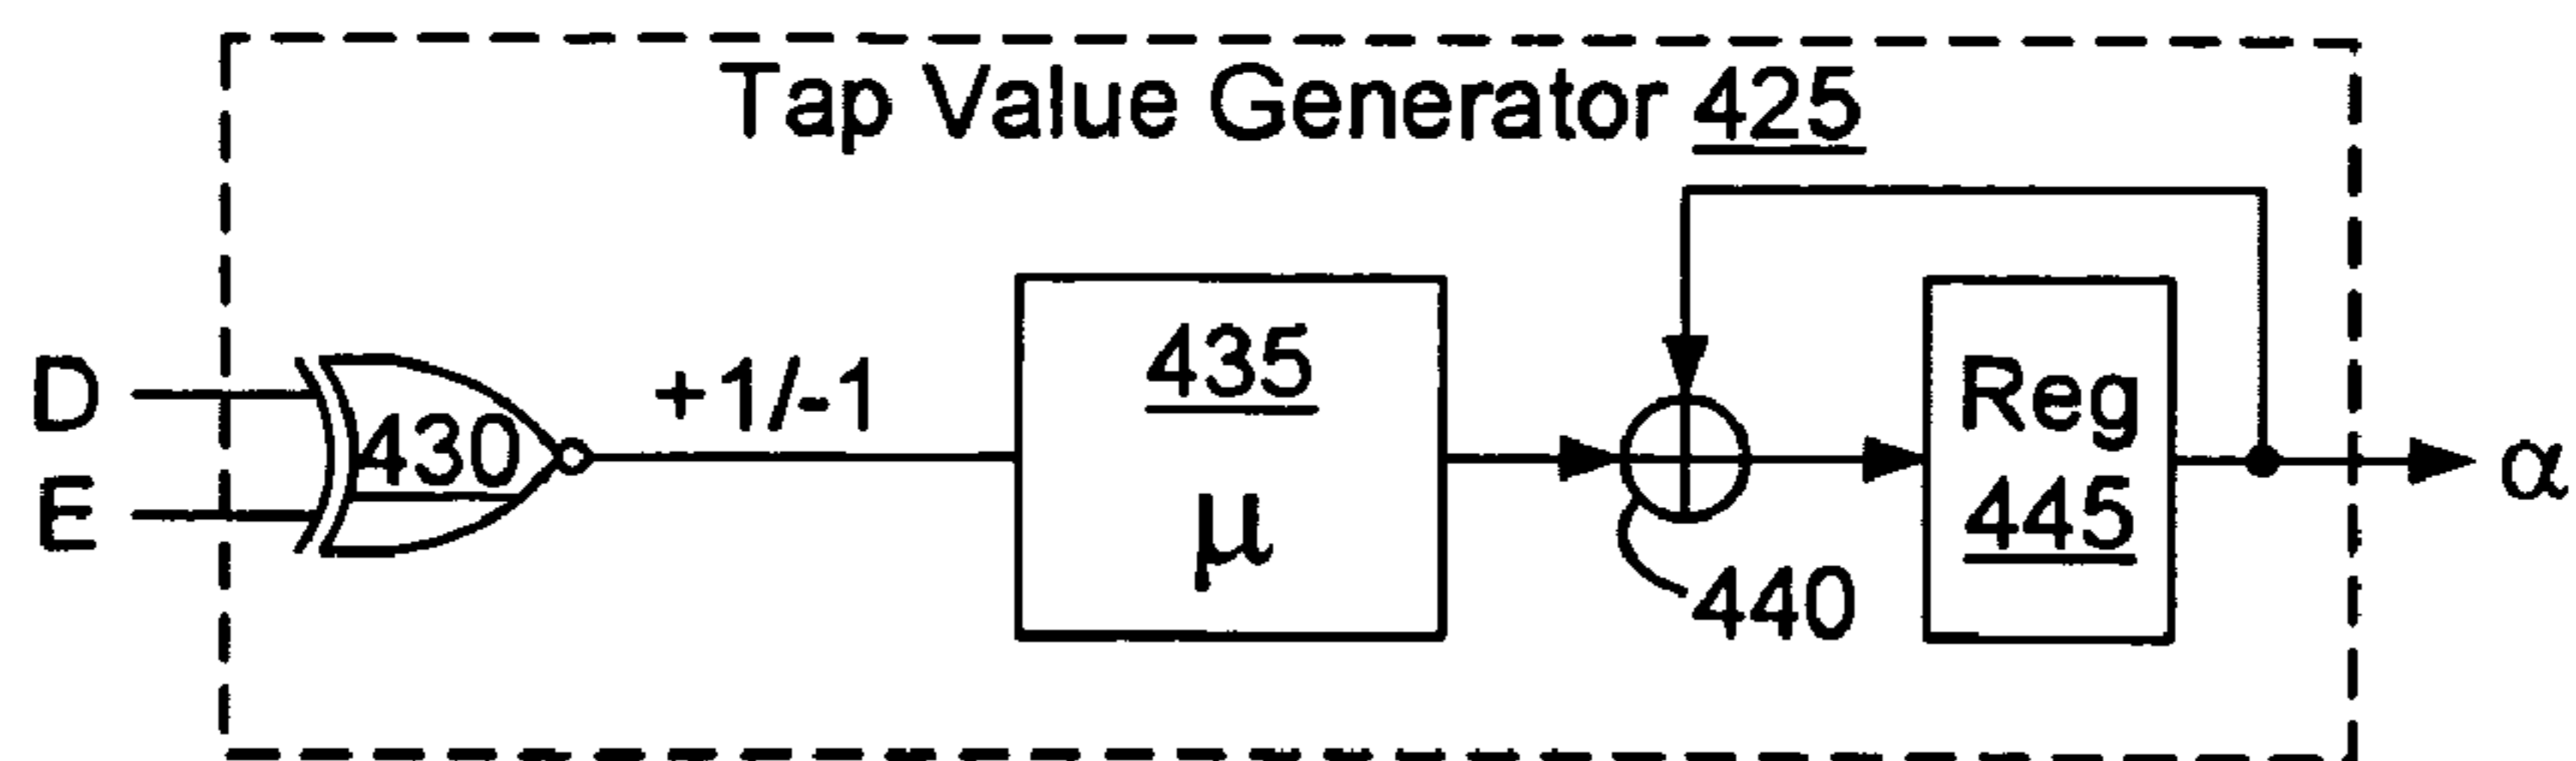 Tap Value Generator 425
D
E
430
+1/-1
435
μ
440
Reg
445
α